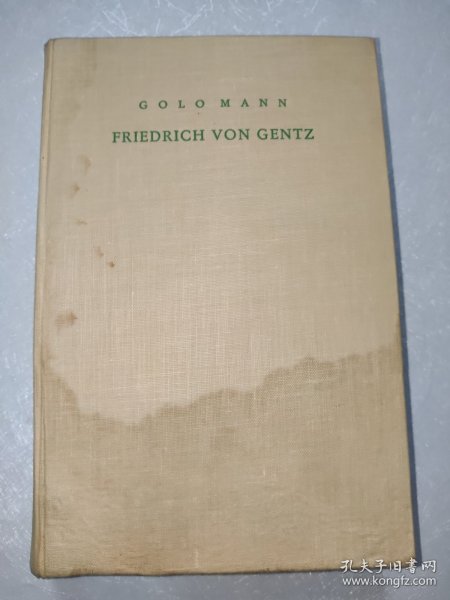 GOLO MANN
FRIEDRICH VON GENTZ
孔夫子旧书网
www.kongfz.com